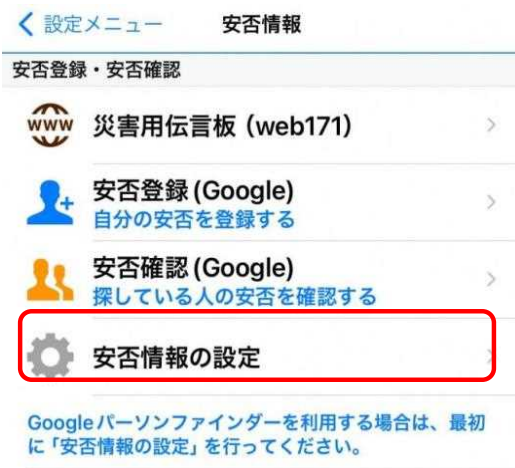 設定メニュー 安否情報
安否登録・安否確認
www 災害用伝言板（web171）
安否登録(Google)
自分の安否を登録する
安否確認(Google)
探している人の安否を確認する
安否情報の設定
Googleパーソンファインダーを利用する場合は、最初
に「安否情報の設定」を行ってください。